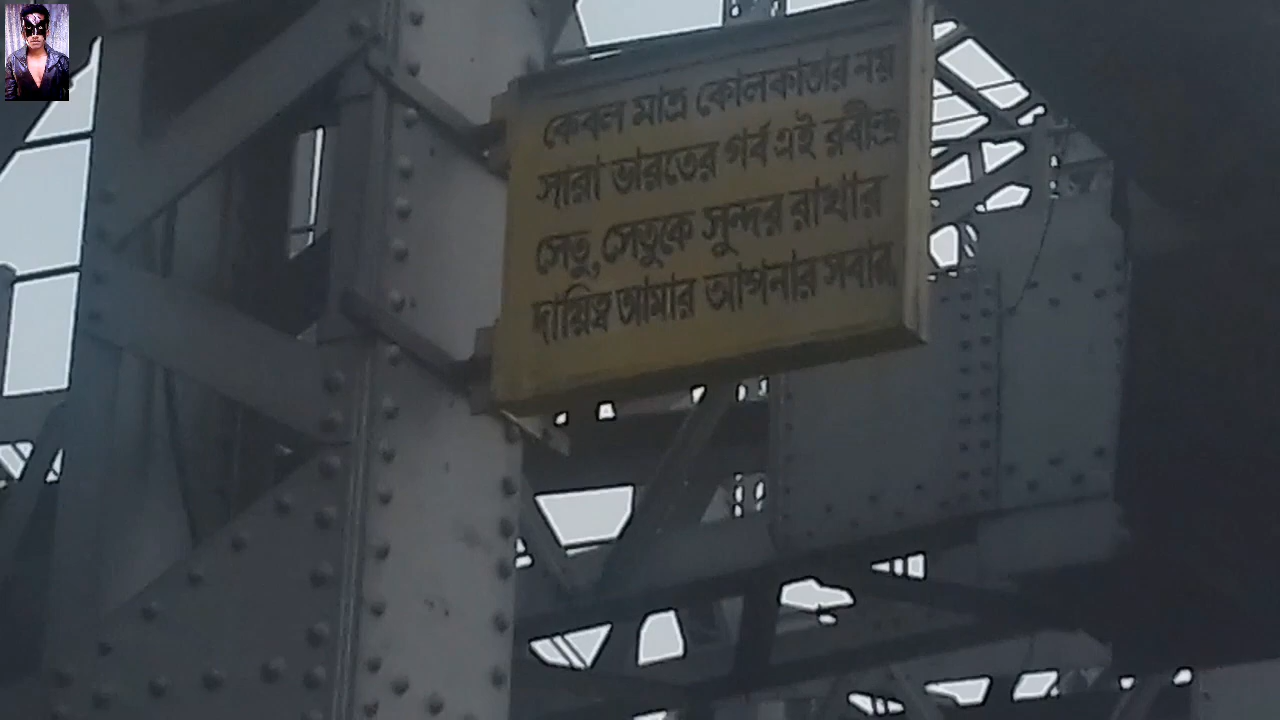 কেবল মাত্র কোলকাতার নয়
সারা ভারতের গর্ব এই রবীন্দ্র
সেতু, সেতুকে সুন্দর রাখার
দায়িত্ব আমার আপনার সবার,